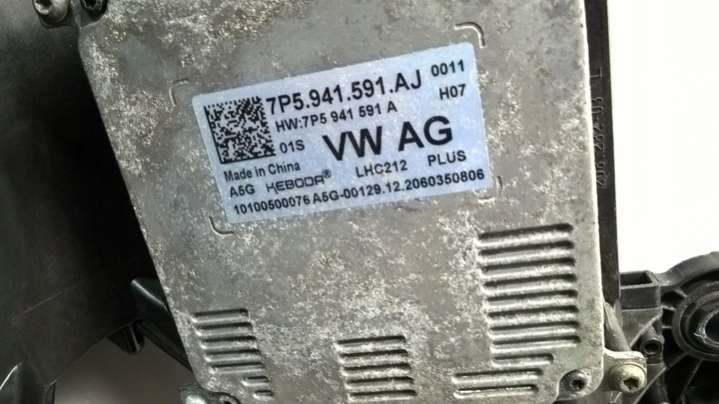 7P5.941.591.AJ 0011
HW:7P5 941 591 A H07
01S VW AG
Made in China LHC212 PLUS
A5G KEBODA®
10100500076 A5G-00129.12.2060350806